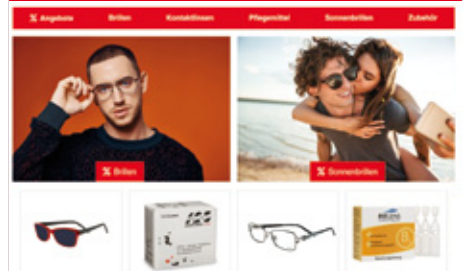 % Angebote Brillen Kontaktlinsen Pflegemittel Sonnenbrillen Zubehör
% Brillen
% Sonnenbrillen